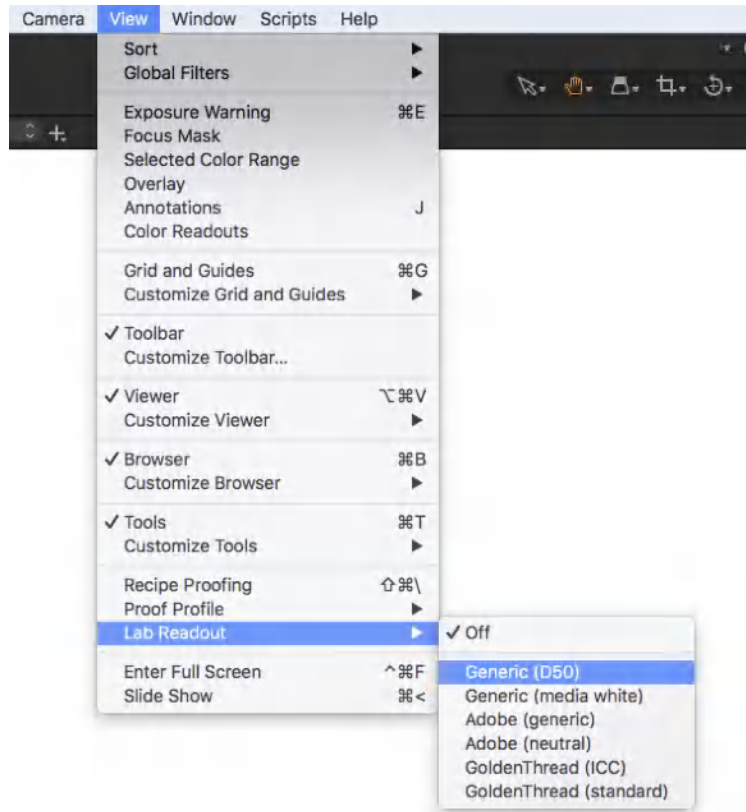 Camera View Window Scripts Help
Sort
Global Filters
Exposure Warning ⌘E
Focus Mask
Selected Color Range
Overlay
Annotations J
Color Readouts
Grid and Guides ⌘G
Customize Grid and Guides
✓ Toolbar
Customize Toolbar...
✓ Viewer ⌥⌘V
Customize Viewer
✓ Browser ⌘B
Customize Browser
✓ Tools ⌘T
Customize Tools
Recipe Proofing ⇧⌘\
Proof Profile
Lab Readout
✓ Off
Enter Full Screen ^⌘F
Slide Show ⌘<
Generic (D50)
Generic (media white)
Adobe (generic)
Adobe (neutral)
GoldenThread (ICC)
GoldenThread (standard)